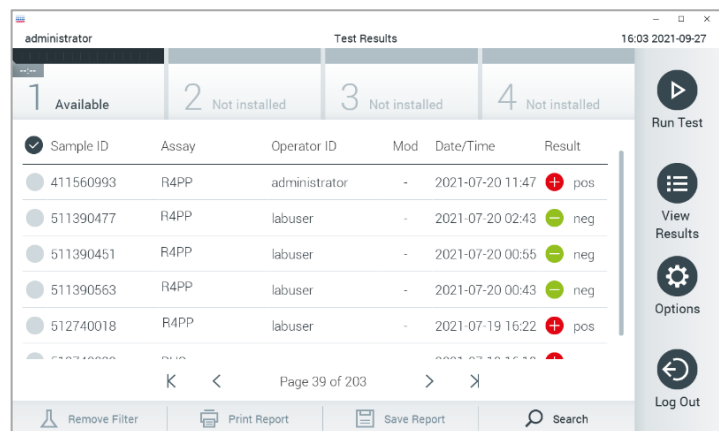 administrator Test Results 16:03 2021-09-27
--:--
1 Available 2 Not installed 3 Not installed 4 Not installed
Run Test
Sample ID Assay Operator ID Mod Date/Time Result
411560993 R4PP administrator - 2021-07-20 11:47 pos
511390477 R4PP labuser - 2021-07-20 02:43 neg
View
Results
511390451 R4PP labuser - 2021-07-20 00:55 neg
511390563 R4PP labuser - 2021-07-20 00:43 neg
Options
512740018 R4PP labuser - 2021-07-19 16:22 pos
Page 39 of 203
Log Out
Remove Filter Print Report Save Report Search